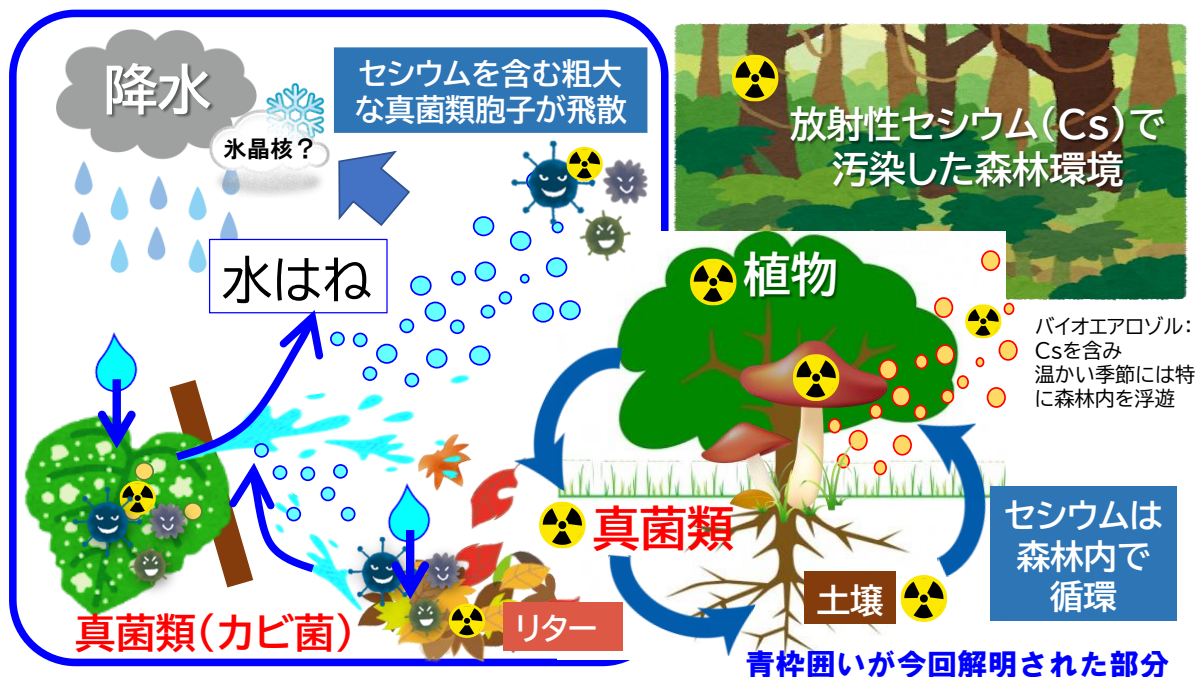 降水
氷晶核？
セシウムを含む粗大
な真菌類胞子が飛散
水はね
真菌類（カビ菌）
リター
放射性セシウム（Cs）で
汚染した森林環境
植物
バイオエアロゾル：
Csを含み
温かい季節には特
に森林内を浮遊
真菌類
土壌
セシウムは
森林内で
循環
青枠囲いが今回解明された部分